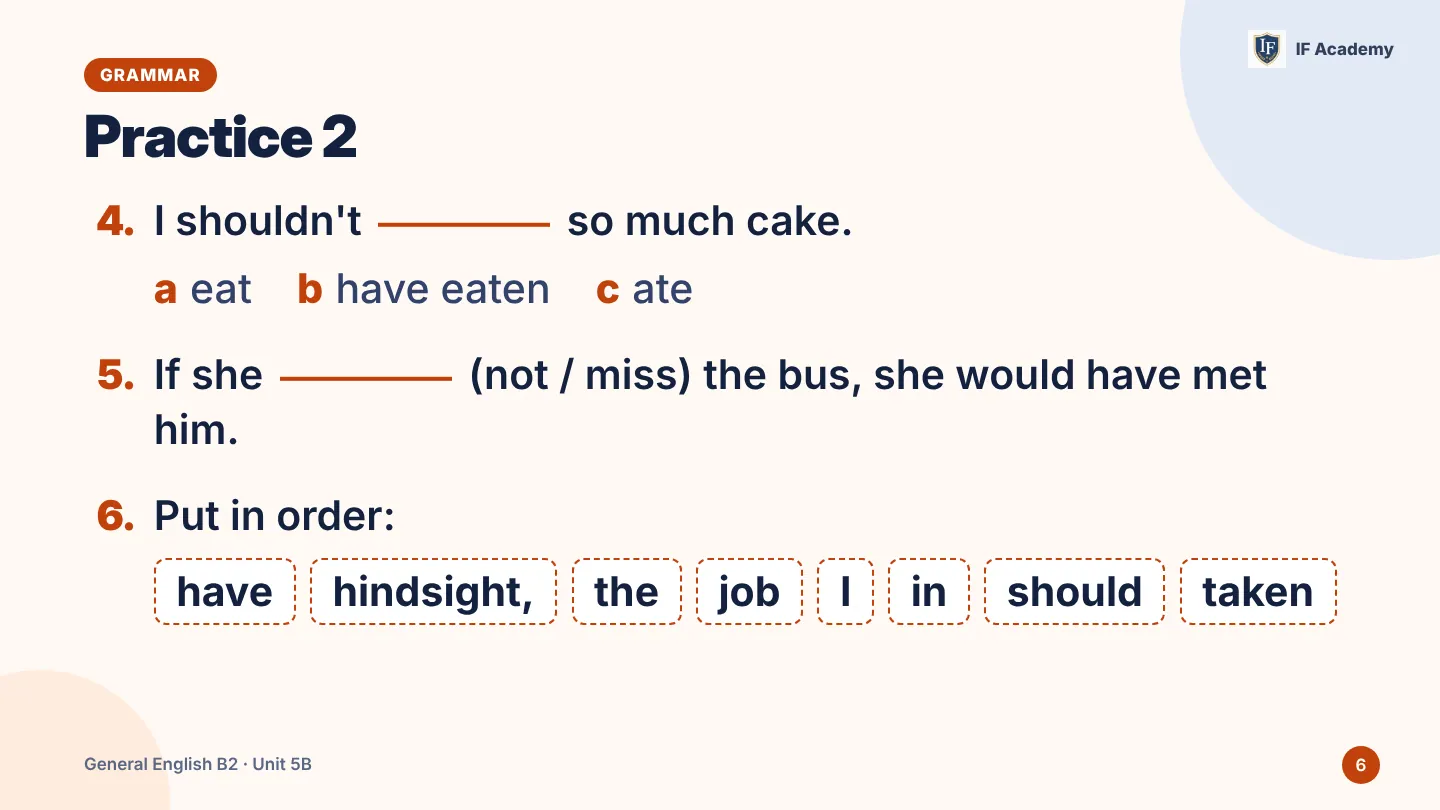 IF Academy
GRAMMAR
Practice 2
4. I shouldn't ________ so much cake.
a eat b have eaten c ate
5. If she ________ (not / miss) the bus, she would have met
him.
6. Put in order:
have hindsight, the job I in should taken
General English B2 · Unit 5B
6